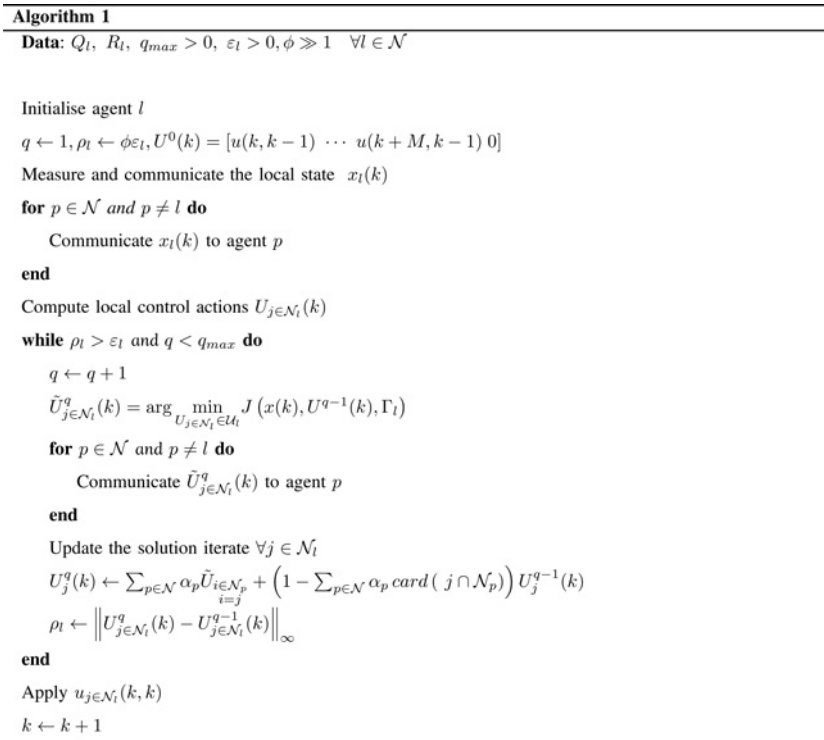 Algorithm 1
Data: Q_l, R_l, q_{max} > 0, ε_l > 0, ϕ ≫ 1 ∀l ∈ 𝒩
Initialise agent l
q ← 1, ρ_l ← ϕε_l, U^0(k) = [u(k, k − 1) ⋯ u(k + M, k − 1) 0]
Measure and communicate the local state x_l(k)
for p ∈ 𝒩 and p ≠ l do
Communicate x_l(k) to agent p
end
Compute local control actions U_{j∈𝒩_l}(k)
while ρ_l > ε_l and q < q_{max} do
q ← q + 1
Ũ^q_{j∈𝒩_l}(k) = arg min_{U_{j∈𝒩_l}∈𝒰_l} J (x(k), U^{q−1}(k), Γ_l)
for p ∈ 𝒩 and p ≠ l do
Communicate Ũ^q_{j∈𝒩_l}(k) to agent p
end
Update the solution iterate ∀j ∈ 𝒩_l
U^q_j(k) ← ∑_{p∈𝒩} α_p Ũ_{i∈𝒩_p, i=j} + (1 − ∑_{p∈𝒩} α_p card ( j ∩ 𝒩_p)) U^{q−1}_j(k)
ρ_l ← ‖U^q_{j∈𝒩_l}(k) − U^{q−1}_{j∈𝒩_l}(k)‖_∞
end
Apply u_{j∈𝒩_l}(k, k)
k ← k + 1